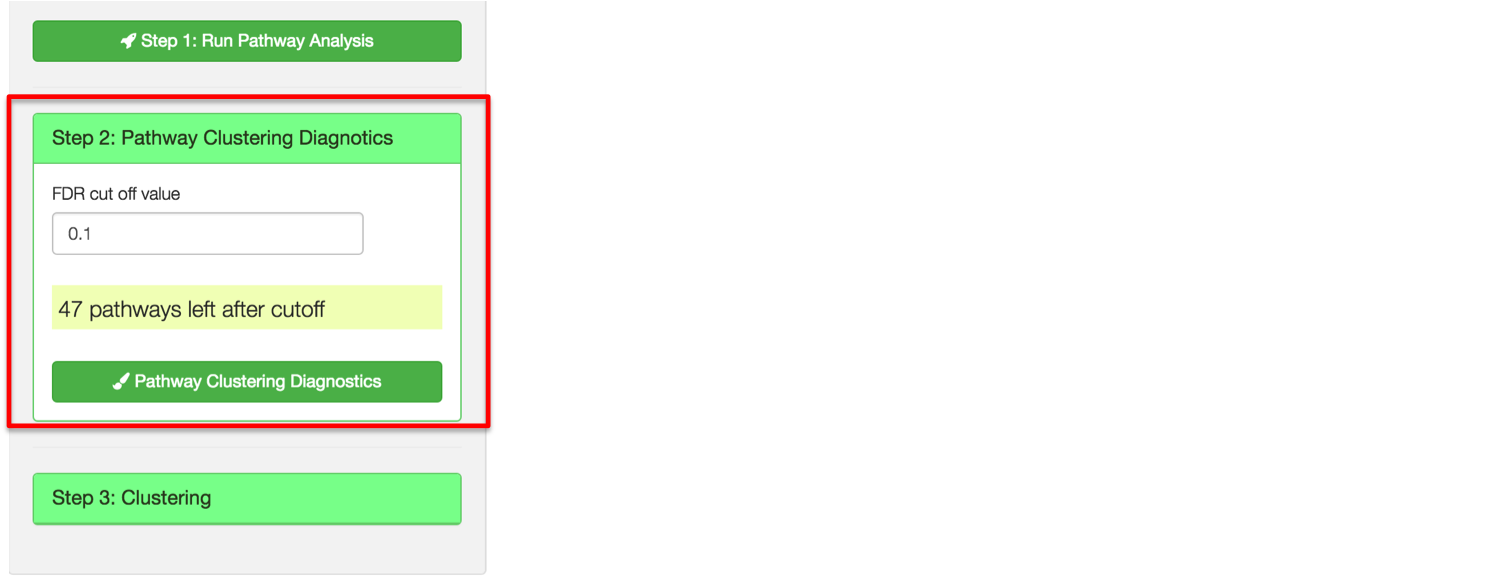 Step 1: Run Pathway Analysis
Step 2: Pathway Clustering Diagnotics
FDR cut off value
0.1
47 pathways left after cutoff
Pathway Clustering Diagnostics
Step 3: Clustering